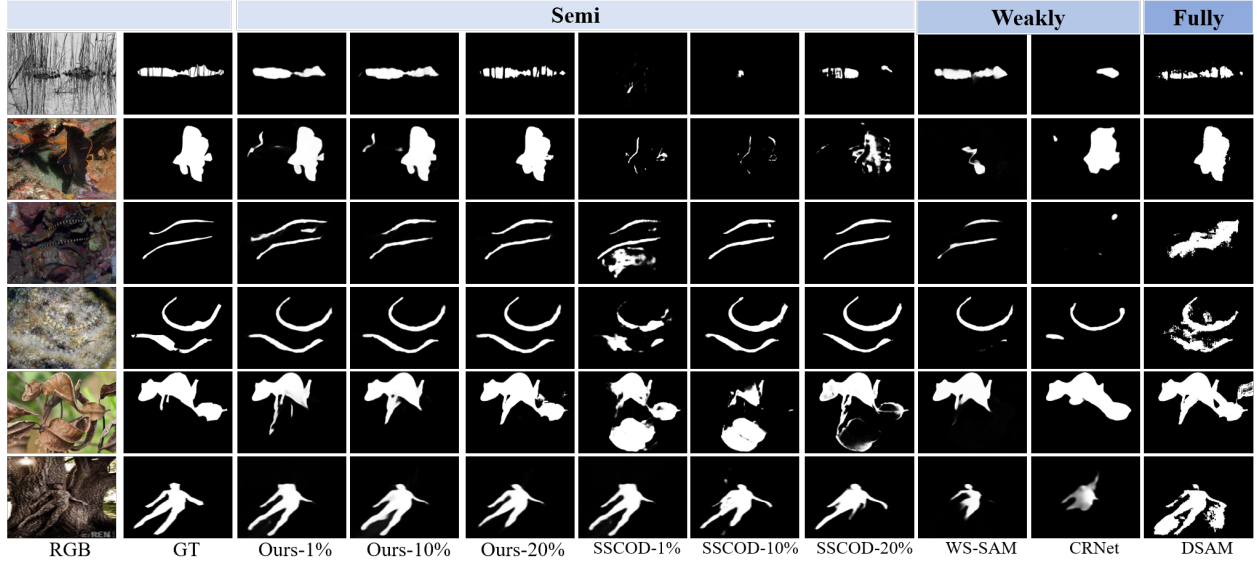 Semi Weakly Fully
REN
RGB GT Ours-1% Ours-10% Ours-20% SSCOD-1% SSCOD-10% SSCOD-20% WS-SAM CRNet DSAM